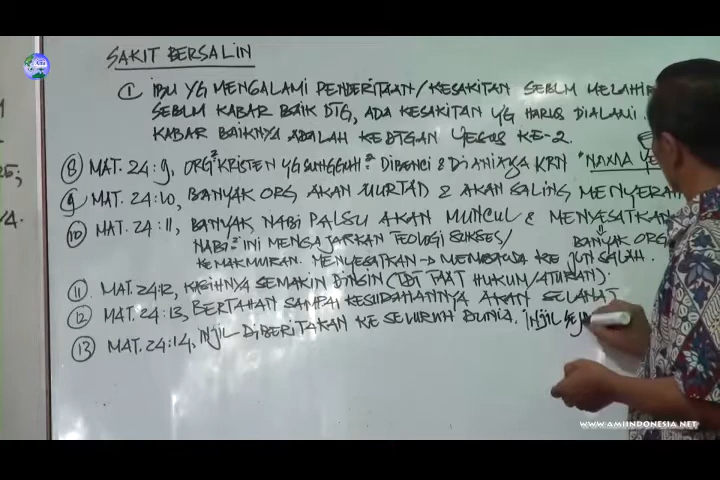 SAKIT BERSALIN
① IBU YG MENGALAMI PENDERITAAN/KESAKITAN SEBLM MELAHIR
SEBLM KABAR BAIK DTG, ADA KESAKITAN YG HARUS DIALAMI.
KABAR BAIKNYA ADALAH KEDTGAN YESUS KE-2.
⑧ MAT. 24:9, ORG² KRISTEN YG SUNGGUH² DIBENCI & DIANIAYA KRN "NAMA YE
⑨ MAT. 24:10, BANYAK ORG AKAN MURTAD & AKAN SALING MENYERAH
⑩ MAT. 24:11, BANYAK NABI PALSU AKAN MUNCUL & MENYESATKAN
NABI² INI MENGAJARKAN TEOLOGI SUKSES/ BANYAK ORG
KEMAKMURAN. MENYESATKAN → MEMBAWA KE JLN SALAH.
⑪ MAT. 24:12, KASIHNYA SEMAKIN DINGIN (TDT TAAT HUKUM/ATURAN).
⑫ MAT. 24:13, BERTAHAN SAMPAI KESUDAHANNYA AKAN SELAMAT
⑬ MAT. 24:14, INJIL DIBERITAKAN KE SELURUH DUNIA. INJIL
WWW.AMIINDONESIA.NET